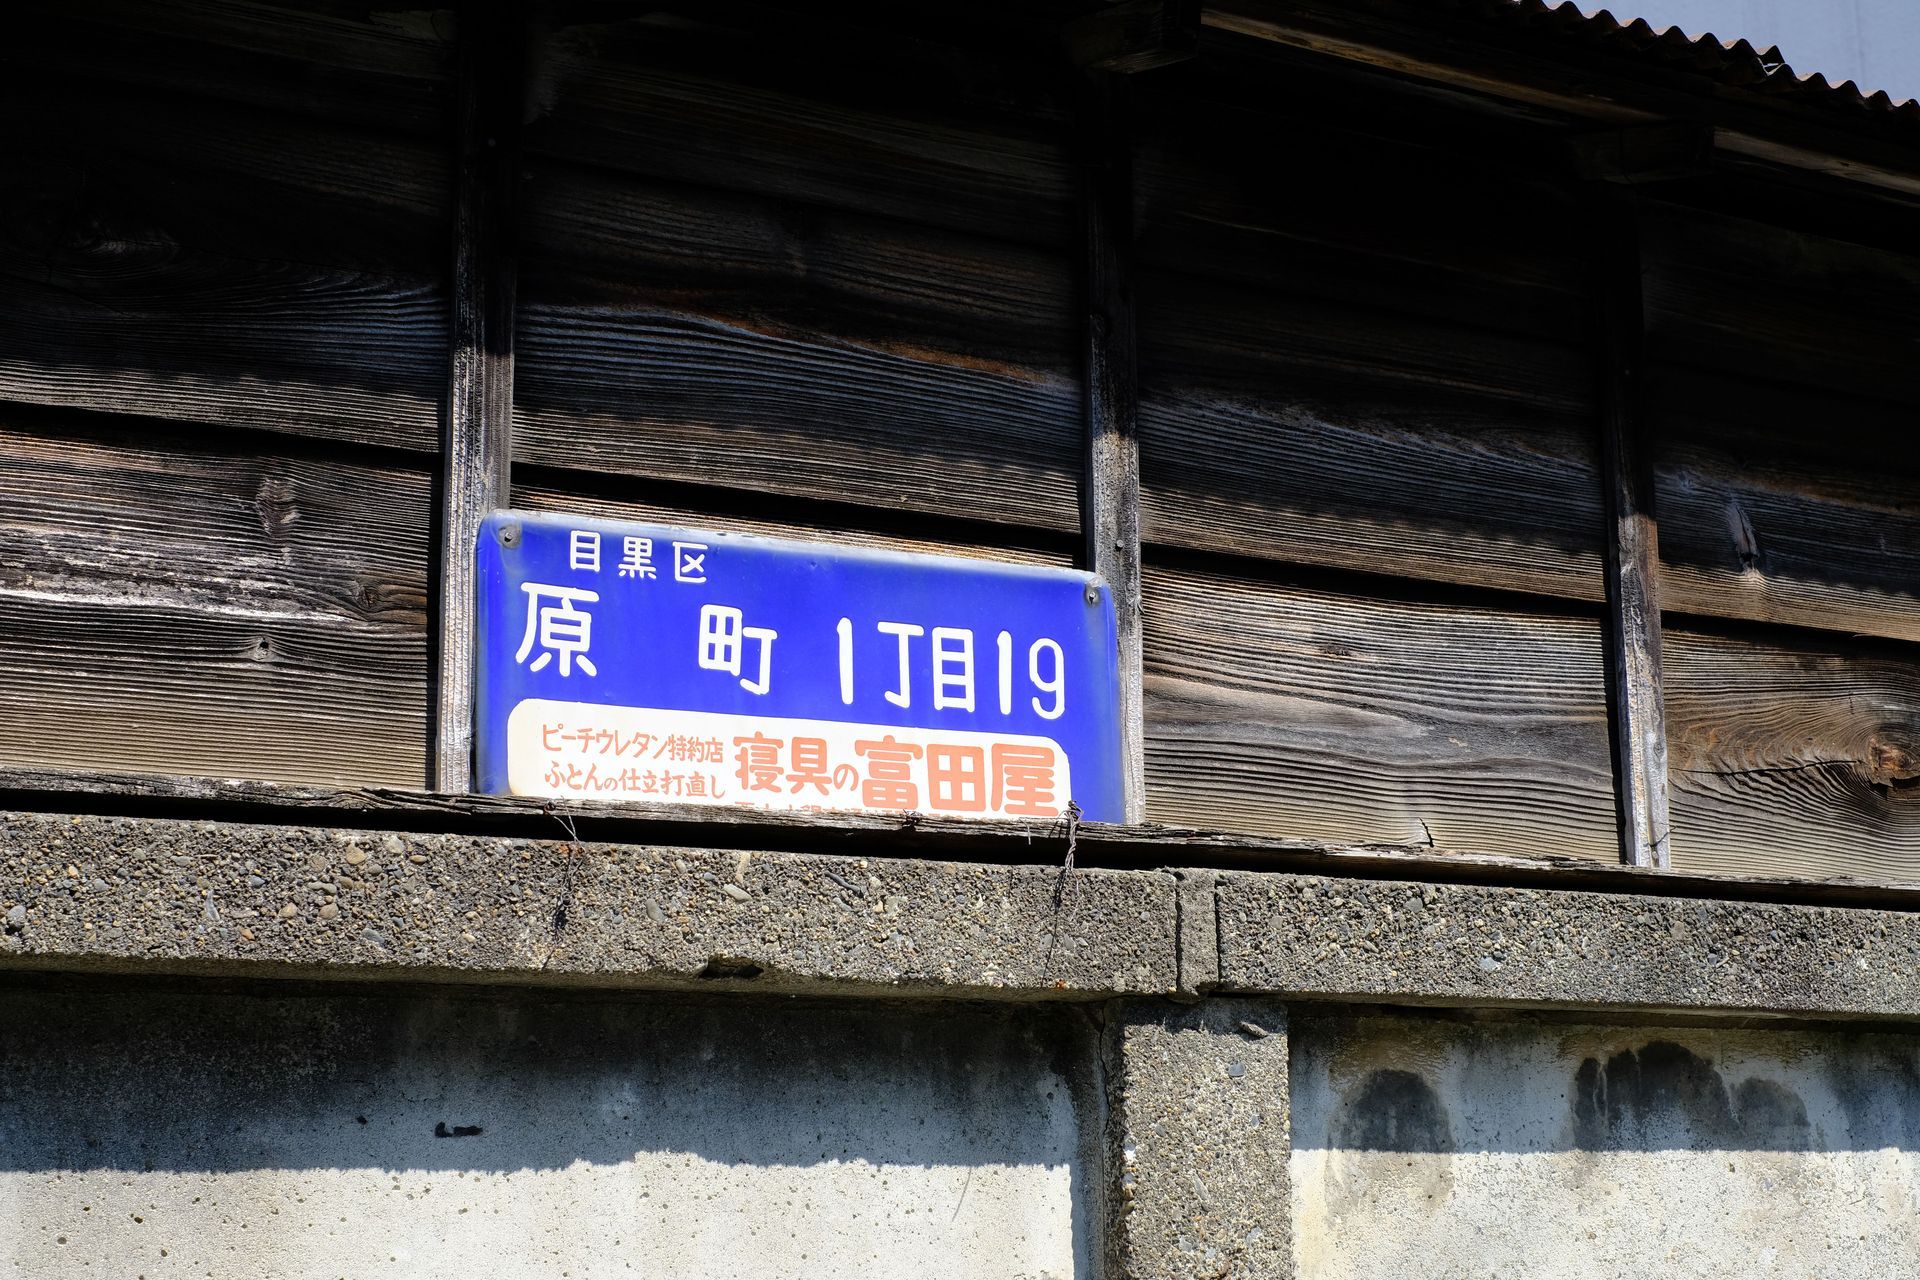 目黒区
原町 1丁目19
ピーチウレタン特約店
ふとんの仕立打直し
寝具の富田屋